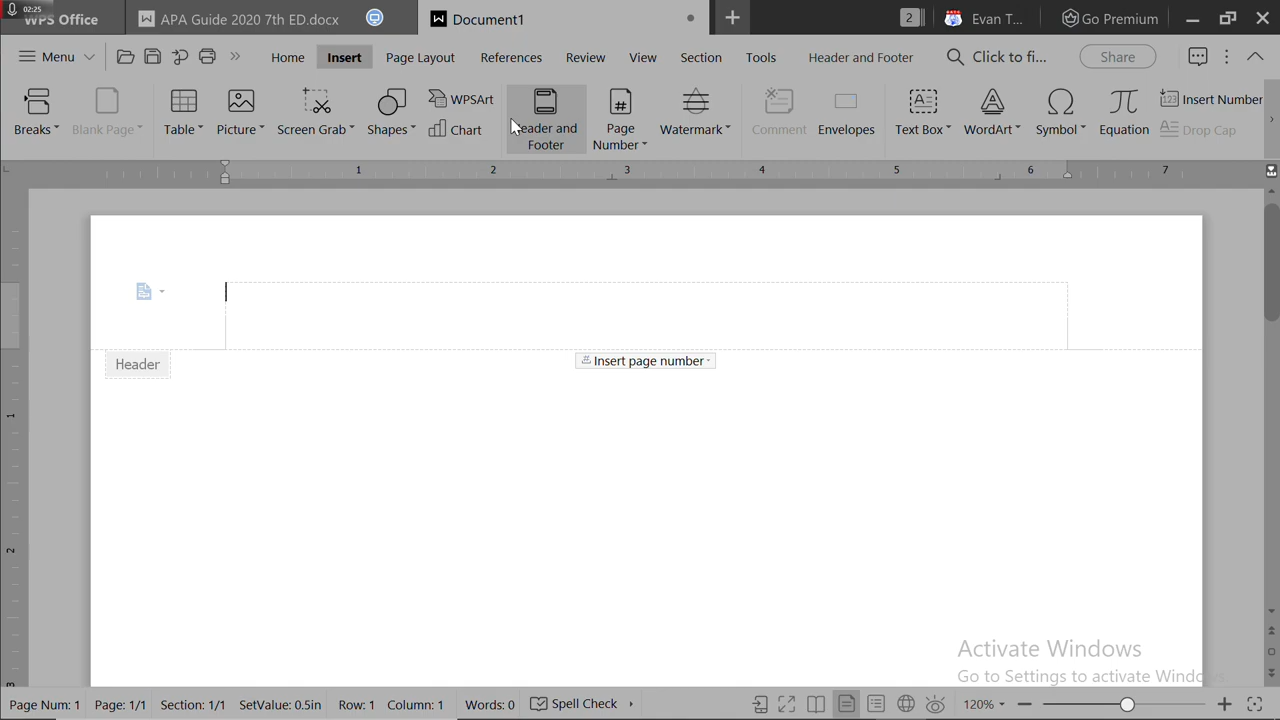 02:25
WPS Office
APA Guide 2020 7th ED.docx
Document1
2
Evan T...
Go Premium
Menu
Home
Insert
Page Layout
References
Review
View
Section
Tools
Header and Footer
Click to fi...
Share
Breaks
Blank Page
Table
Picture
Screen Grab
Shapes
WPSArt
Chart
eader and
Footer
Page
Number
Watermark
Comment
Envelopes
Text Box
WordArt
Symbol
Equation
Insert Number
Drop Cap
1 2 3 4 5 6 7
Header
Insert page number
1
2
Activate Windows
Go to Settings to activate Windows
Page Num: 1
Page: 1/1
Section: 1/1
SetValue: 0.5in
Row: 1
Column: 1
Words: 0
Spell Check
120%